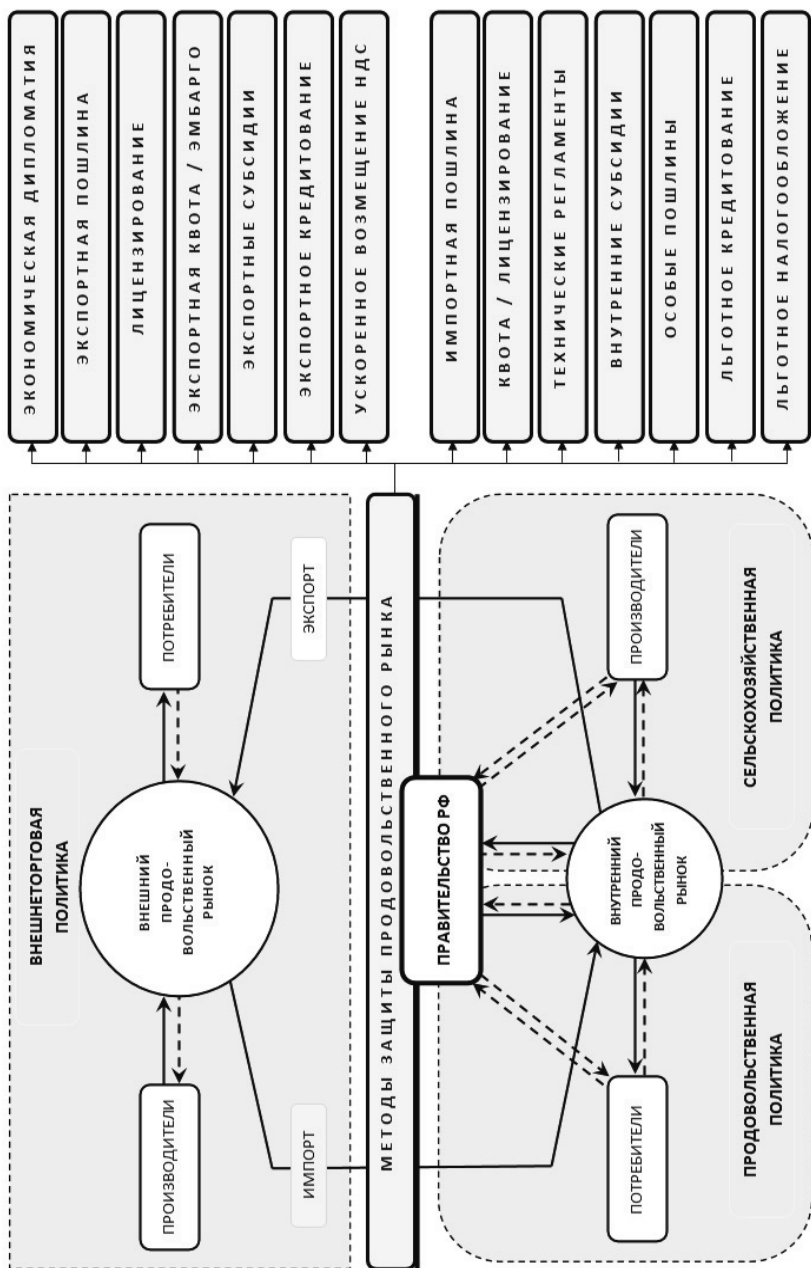 ВНЕШНЕТОРГОВАЯ
ПОЛИТИКА
ПРОИЗВОДИТЕЛИ
ВНЕШНИЙ
ПРОДО-
ВОЛЬСТВЕННЫЙ
РЫНОК
ПОТРЕБИТЕЛИ
ИМПОРТ
ЭКСПОРТ
МЕТОДЫ ЗАЩИТЫ ПРОДОВОЛЬСТВЕННОГО РЫНКА
ПРАВИТЕЛЬСТВО РФ
ПОТРЕБИТЕЛИ
ВНУТРЕННИЙ
ПРОДО-
ВОЛЬСТВЕННЫЙ
РЫНОК
ПРОИЗВОДИТЕЛИ
ПРОДОВОЛЬСТВЕННАЯ
ПОЛИТИКА
СЕЛЬСКОХОЗЯЙСТВЕННАЯ
ПОЛИТИКА
ЭКОНОМИЧЕСКАЯ ДИПЛОМАТИЯ
ЭКСПОРТНАЯ ПОШЛИНА
ЛИЦЕНЗИРОВАНИЕ
ЭКСПОРТНАЯ КВОТА / ЭМБАРГО
ЭКСПОРТНЫЕ СУБСИДИИ
ЭКСПОРТНОЕ КРЕДИТОВАНИЕ
УСКОРЕННОЕ ВОЗМЕЩЕНИЕ НДС
ИМПОРТНАЯ ПОШЛИНА
КВОТА / ЛИЦЕНЗИРОВАНИЕ
ТЕХНИЧЕСКИЕ РЕГЛАМЕНТЫ
ВНУТРЕННИЕ СУБСИДИИ
ОСОБЫЕ ПОШЛИНЫ
ЛЬГОТНОЕ КРЕДИТОВАНИЕ
ЛЬГОТНОЕ НАЛОГООБЛОЖЕНИЕ